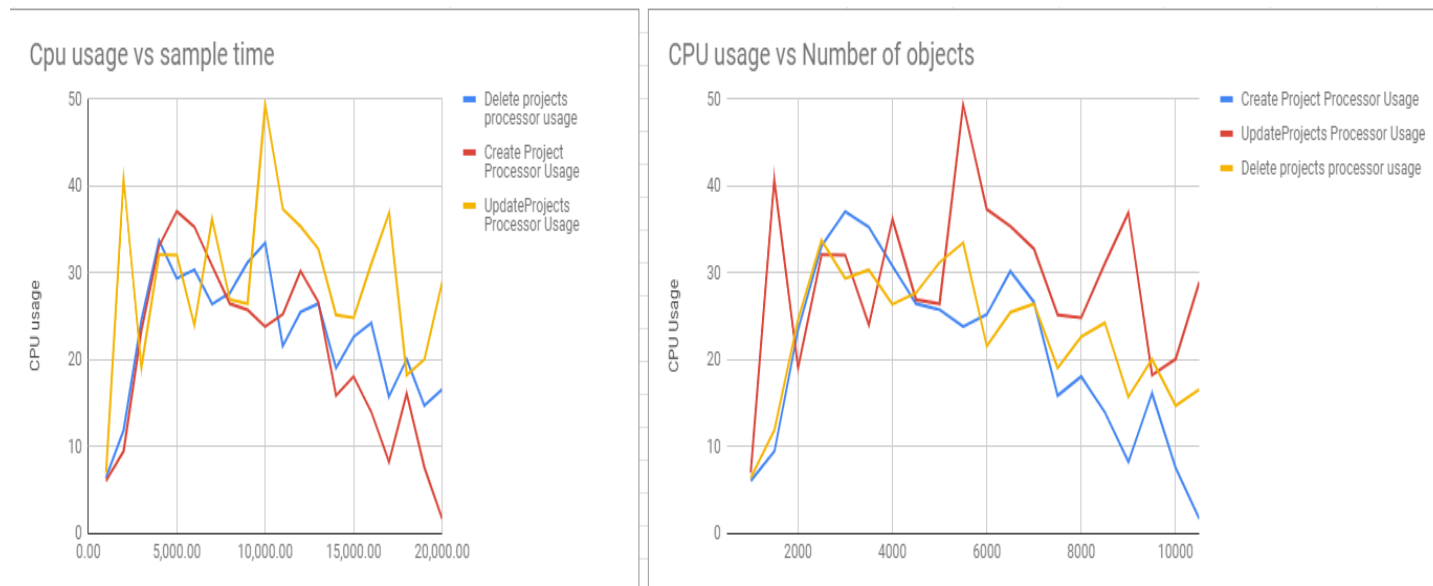 Cpu usage vs sample time
50
40
30
20
10
0
CPU usage
0.00
5,000.00
10,000.00
15,000.00
20,000.00
Delete projects
processor usage
Create Project
Processor Usage
UpdateProjects
Processor Usage
CPU usage vs Number of objects
50
40
30
20
10
0
CPU Usage
2000
4000
6000
8000
10000
Create Project Processor Usage
UpdateProjects Processor Usage
Delete projects processor usage